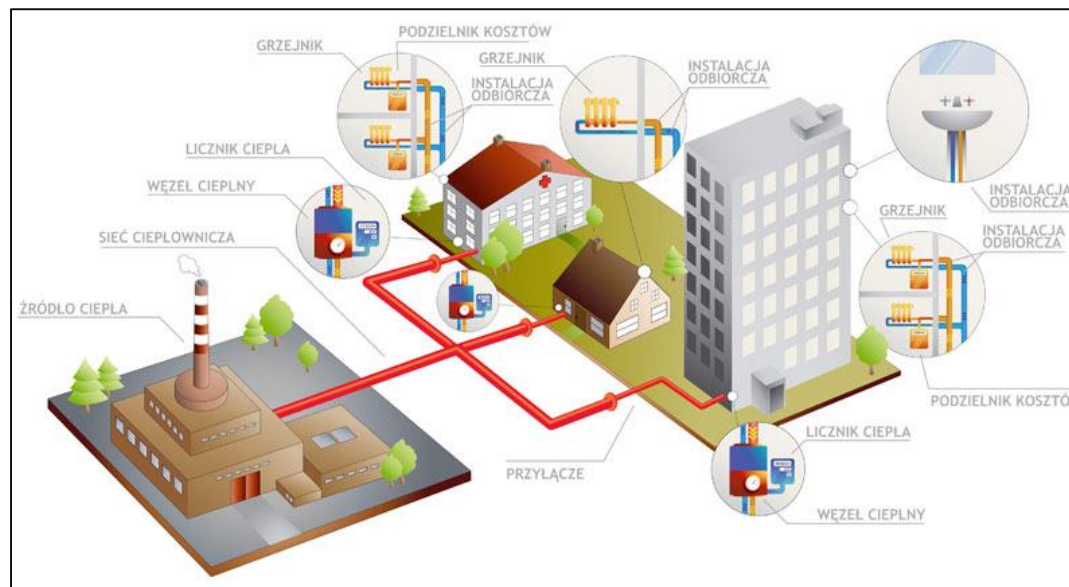 PODZIELNIK KOSZTÓW
GRZEJNIK
INSTALACJA
ODBIORCZA
GRZEJNIK
INSTALACJA
ODBIORCZA
LICZNIK CIEPŁA
WĘZEŁ CIEPLNY
SIEĆ CIEPŁOWNICZA
ŹRÓDŁO CIEPŁA
INSTALACJA
ODBIORCZA
GRZEJNIK
INSTALACJA
ODBIORCZA
PODZIELNIK KOSZTÓ
LICZNIK CIEPŁA
PRZYŁĄCZE
WĘZEŁ CIEPLNY